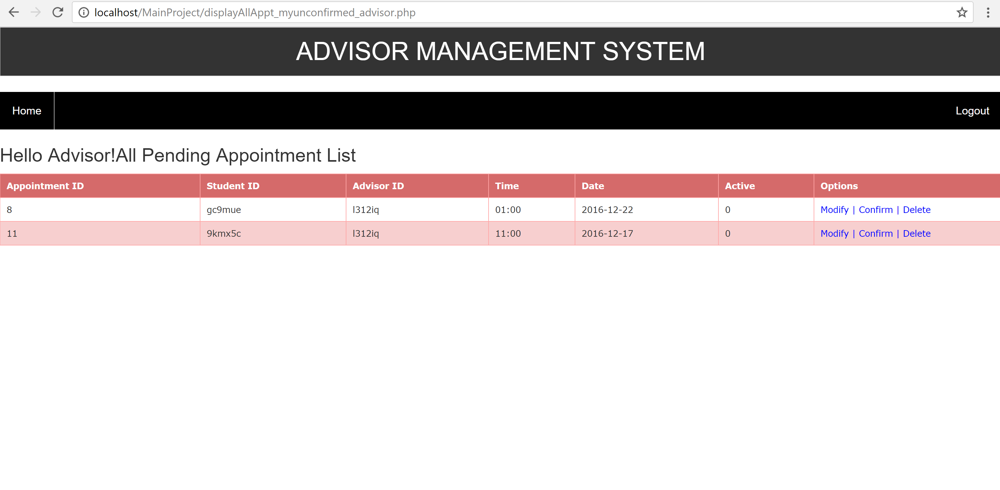 localhost/MainProject/displayAllAppt_myunconfirmed_advisor.php
ADVISOR MANAGEMENT SYSTEM
Home Logout
Hello Advisor!All Pending Appointment List
Appointment ID Student ID Advisor ID Time Date Active Options
8 gc9mue l312iq 01:00 2016-12-22 0 Modify | Confirm | Delete
11 9kmx5c l312iq 11:00 2016-12-17 0 Modify | Confirm | Delete